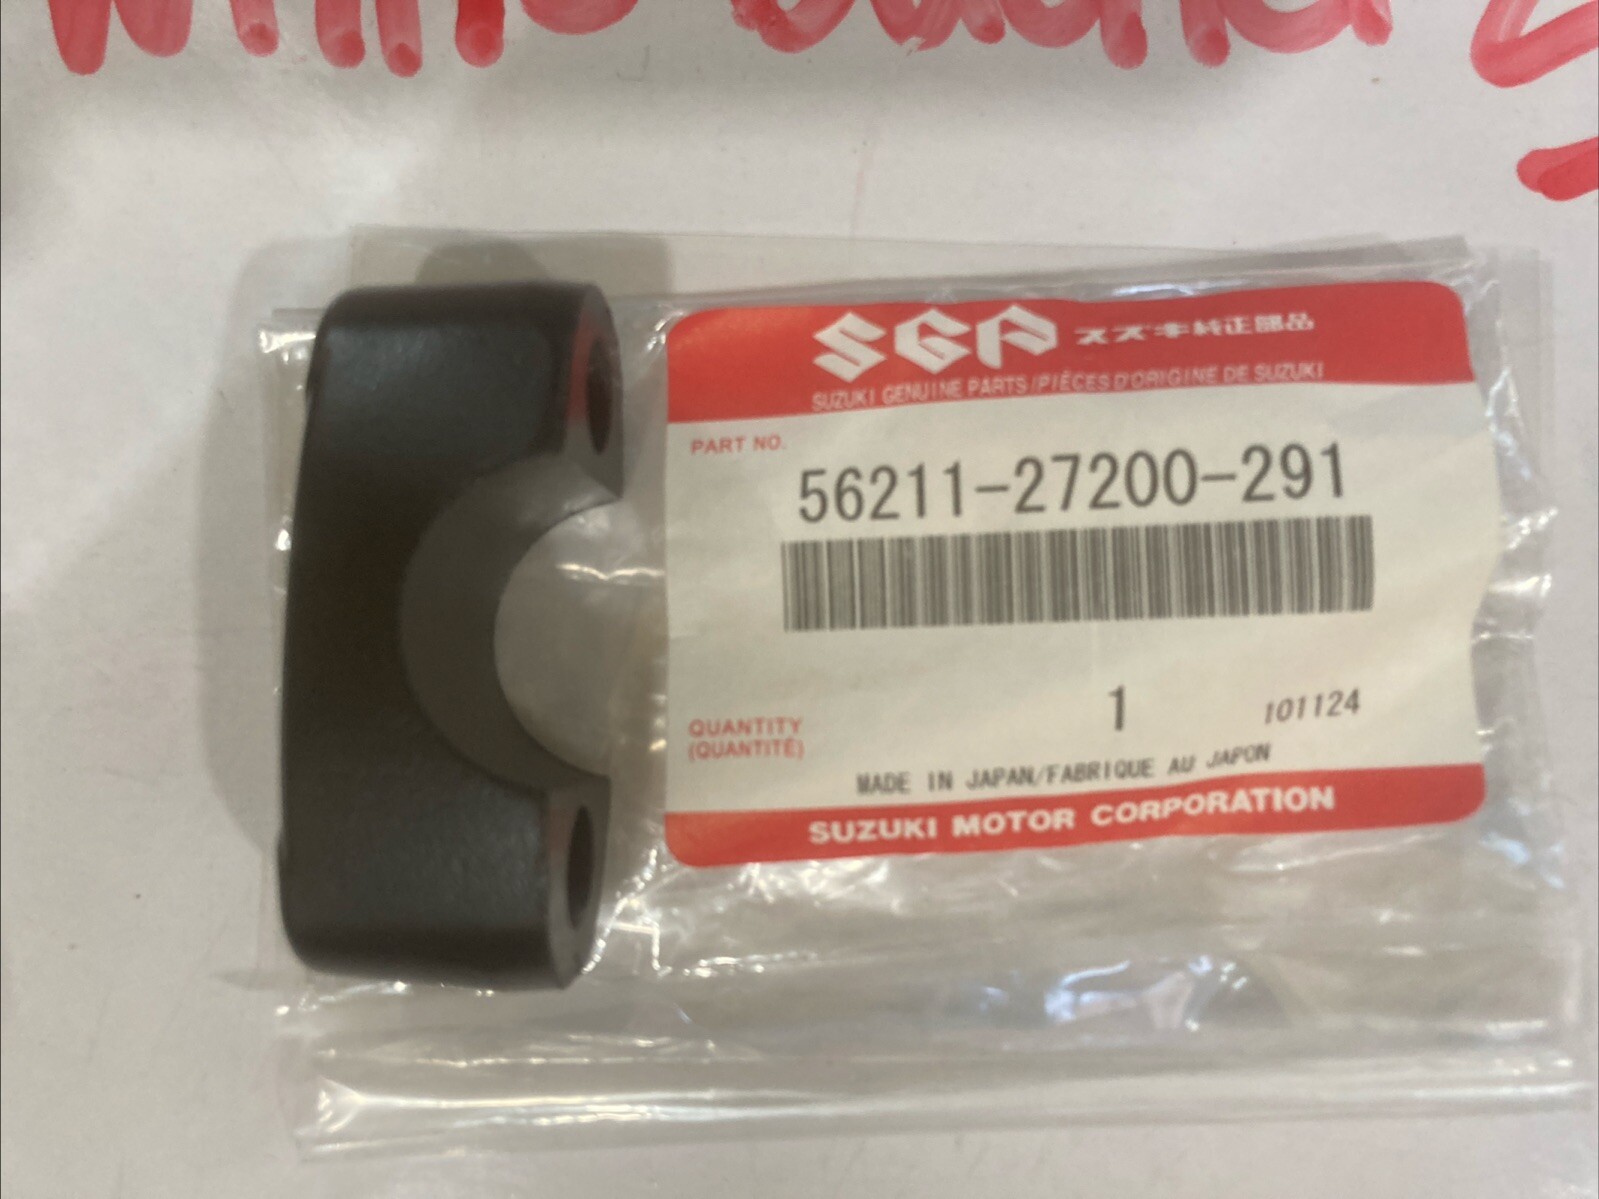 SGP スズキ純正部品
SUZUKI GENUINE PARTS/PIÈCES D'ORIGINE DE SUZUKI
PART NO.
56211-27200-291
1
101124
QUANTITY
(QUANTITÉ)
MADE IN JAPAN/FABRIQUE AU JAPON
SUZUKI MOTOR CORPORATION